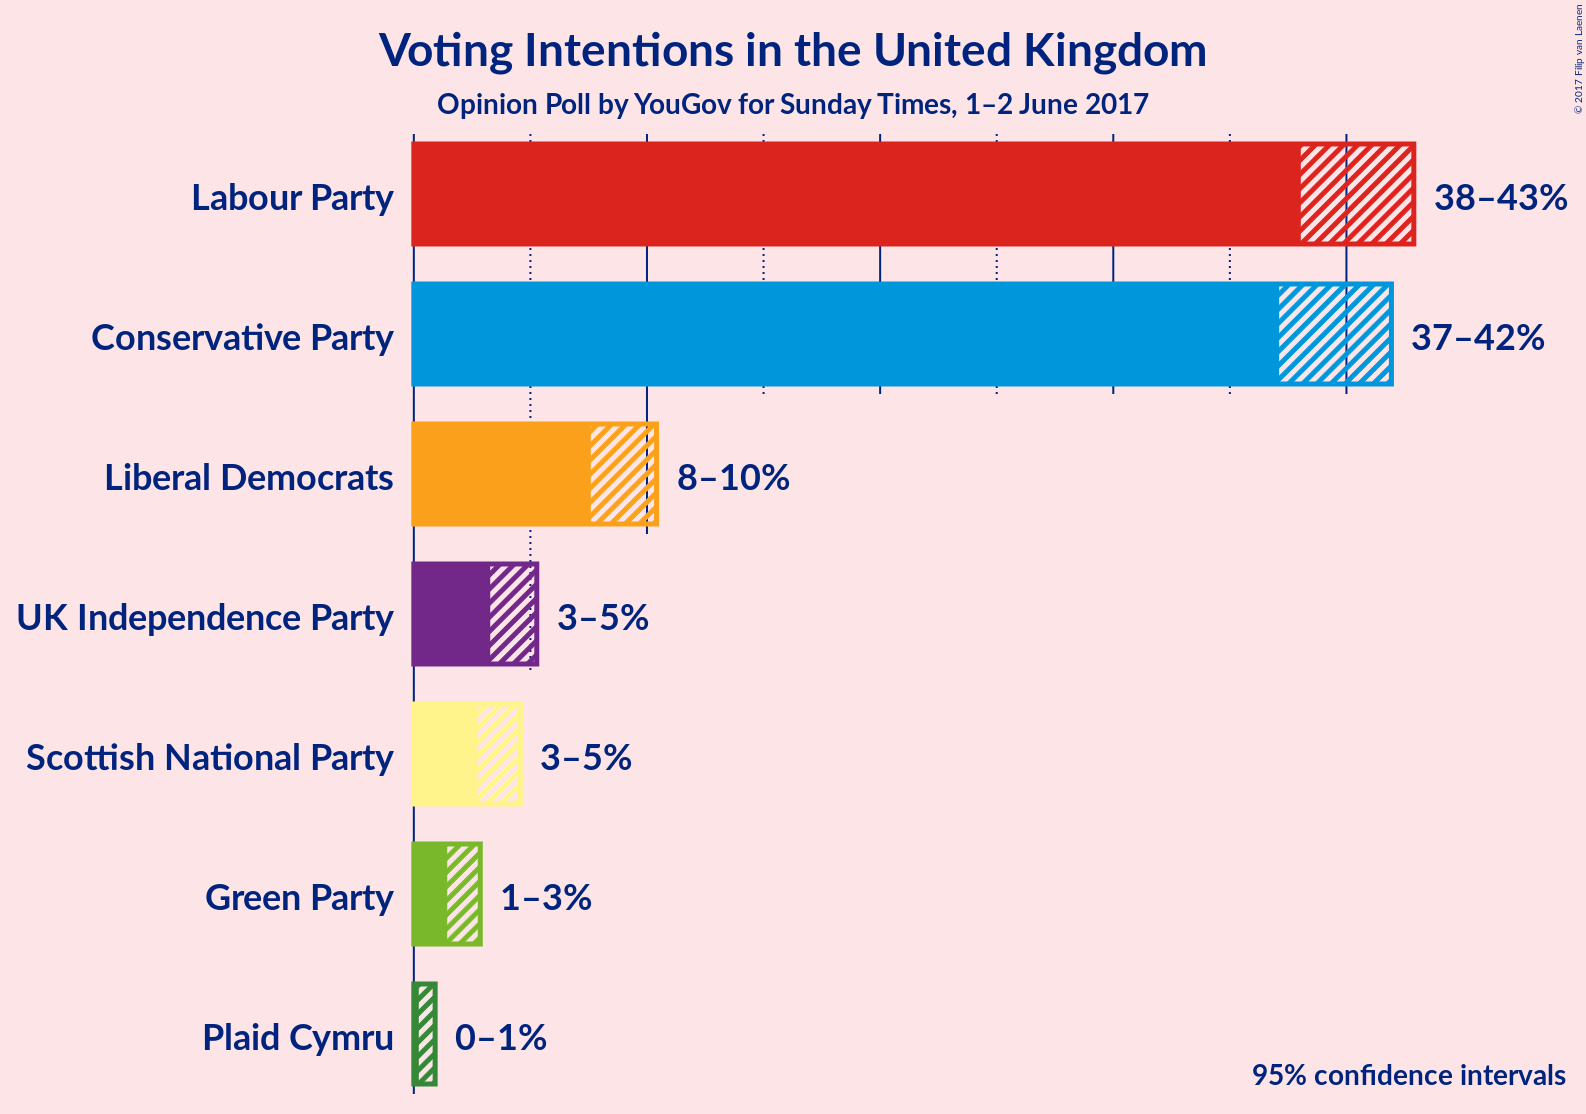 Voting Intentions in the United Kingdom
Opinion Poll by YouGov for Sunday Times, 1–2 June 2017
© 2017 Filip van Laenen
Labour Party 38–43%
Conservative Party 37–42%
Liberal Democrats 8–10%
UK Independence Party 3–5%
Scottish National Party 3–5%
Green Party 1–3%
Plaid Cymru 0–1%
95% confidence intervals